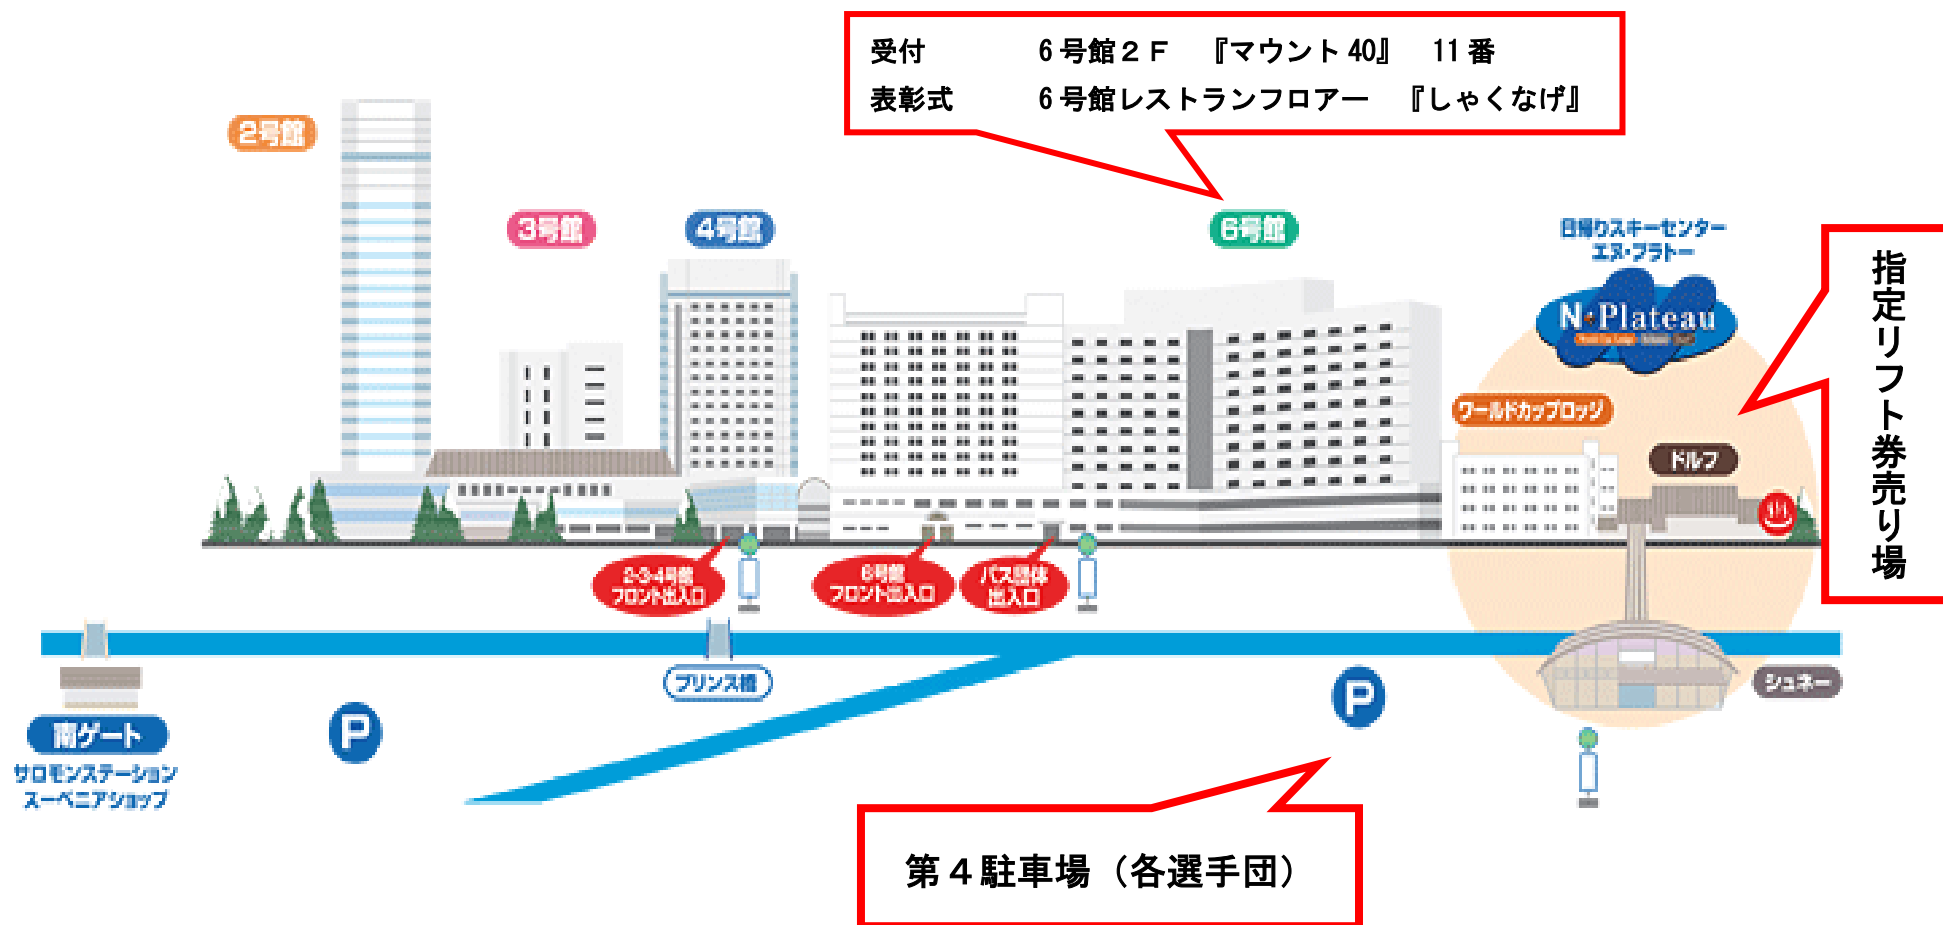 受付 6号館２Ｆ 『マウント40』 11番
表彰式 6号館レストランフロアー 『しゃくなげ』
2号館
3号館
4号館
6号館
日帰りスキーセンター
エヌ・プラトー
N・Plateau
指定リフト券売り場
ワールドカップロッジ
ドルフ
2・3・4号館
フロント出入口
6号館
フロント出入口
バス団体
出入口
プリンス橋
P
P
シュネー
南ゲート
サロモンステーション
スーベニアショップ
第４駐車場（各選手団）